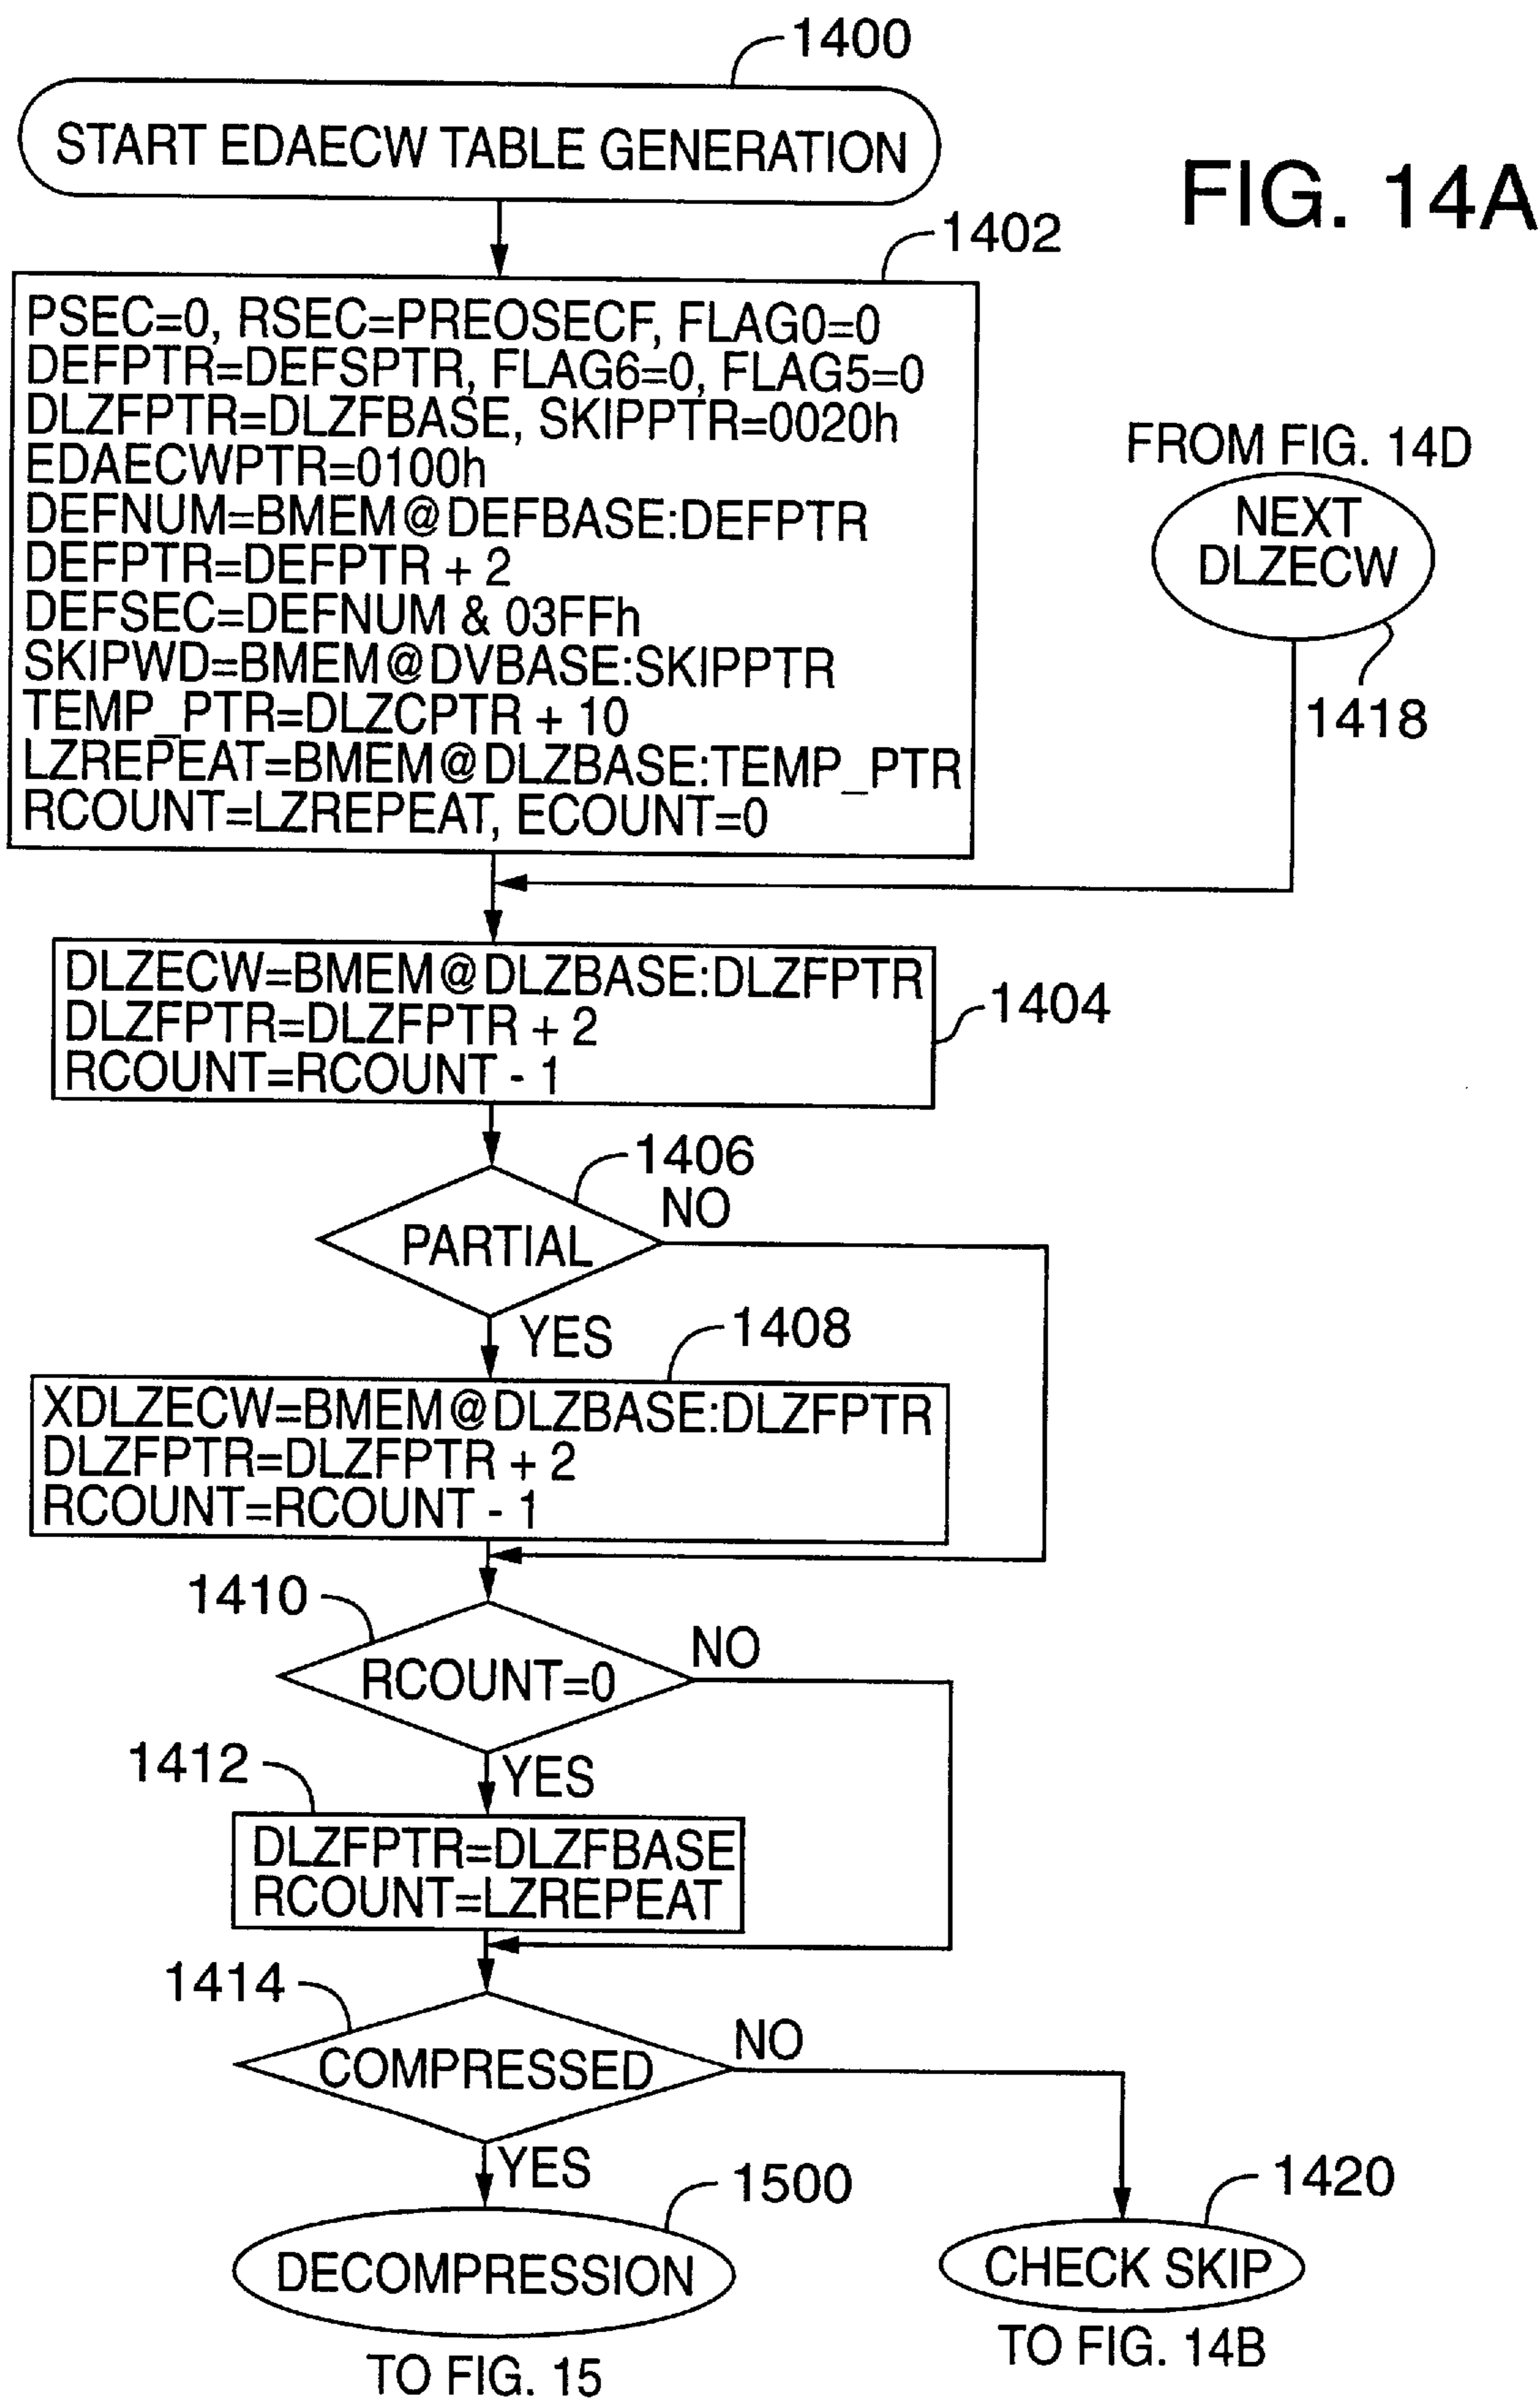 1400
START EDAECW TABLE GENERATION
FIG. 14A
1402
PSEC=0, RSEC=PREOSECF, FLAG0=0
DEFPTR=DEFSPTR, FLAG6=0, FLAG5=0
DLZFPTR=DLZFBASE, SKIPPTR=0020h
EDAECWPTR=0100h
DEFNUM=BMEM@DEFBASE:DEFPTR
DEFPTR=DEFPTR + 2
DEFSEC=DEFNUM & 03FFh
SKIPWD=BMEM@DVBASE:SKIPPTR
TEMP_PTR=DLZCPTR + 10
LZREPEAT=BMEM@DLZBASE:TEMP_PTR
RCOUNT=LZREPEAT, ECOUNT=0
FROM FIG. 14D
NEXT
DLZECW
1418
DLZECW=BMEM@DLZBASE:DLZFPTR
DLZFPTR=DLZFPTR + 2
RCOUNT=RCOUNT - 1
1404
1406
NO
PARTIAL
YES
1408
XDLZECW=BMEM@DLZBASE:DLZFPTR
DLZFPTR=DLZFPTR + 2
RCOUNT=RCOUNT - 1
1410
NO
RCOUNT=0
YES
1412
DLZFPTR=DLZFBASE
RCOUNT=LZREPEAT
1414
NO
COMPRESSED
YES
1500
DECOMPRESSION
TO FIG. 15
1420
CHECK SKIP
TO FIG. 14B